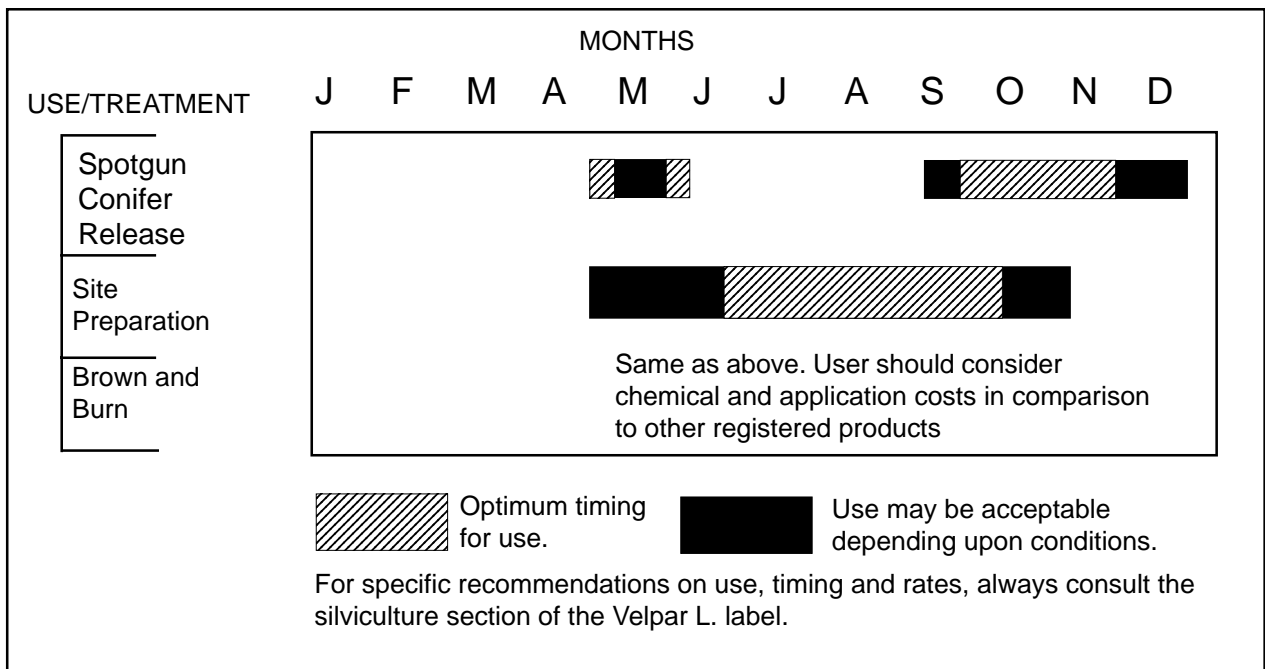 MONTHS
USE/TREATMENT
J F M A M J J A S O N D
Spotgun
Conifer
Release
Site
Preparation
Brown and
Burn
Same as above. User should consider
chemical and application costs in comparison
to other registered products
Optimum timing
for use.
Use may be acceptable
depending upon conditions.
For specific recommendations on use, timing and rates, always consult the
silviculture section of the Velpar L. label.